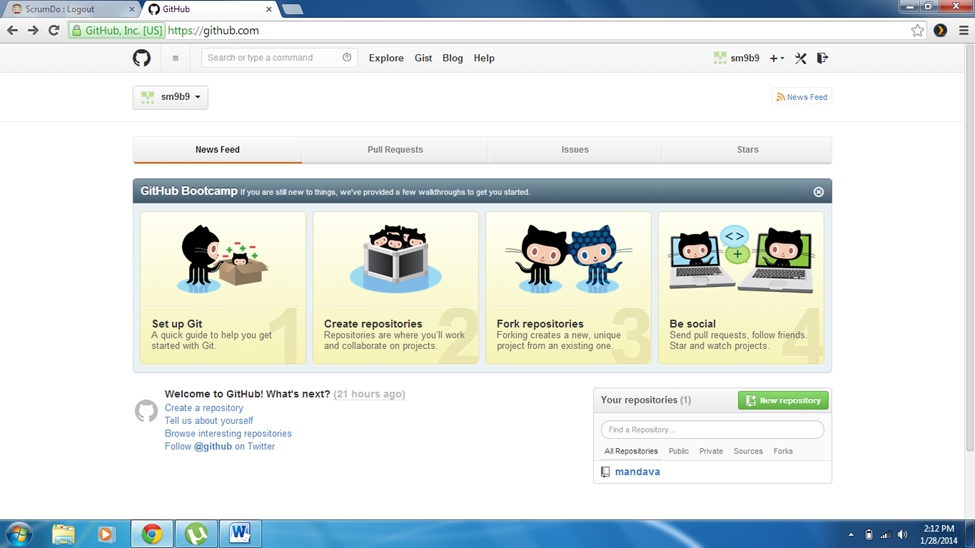 ScrumDo : Logout
GitHub
GitHub, Inc. [US] https://github.com
Search or type a command
Explore Gist Blog Help
sm9b9
sm9b9
News Feed
News Feed Pull Requests Issues Stars
GitHub Bootcamp If you are still new to things, we've provided a few walkthroughs to get you started.
1
Set up Git
A quick guide to help you get
started with Git.
2
Create repositories
Repositories are where you'll work
and collaborate on projects.
3
Fork repositories
Forking creates a new, unique
project from an existing one.
<>
+
4
Be social
Send pull requests, follow friends.
Star and watch projects.
Welcome to GitHub! What's next? (21 hours ago)
Create a repository
Tell us about yourself
Browse interesting repositories
Follow @github on Twitter
Your repositories (1)
New repository
Find a Repository...
All Repositories Public Private Sources Forks
mandava
2:12 PM
1/28/2014